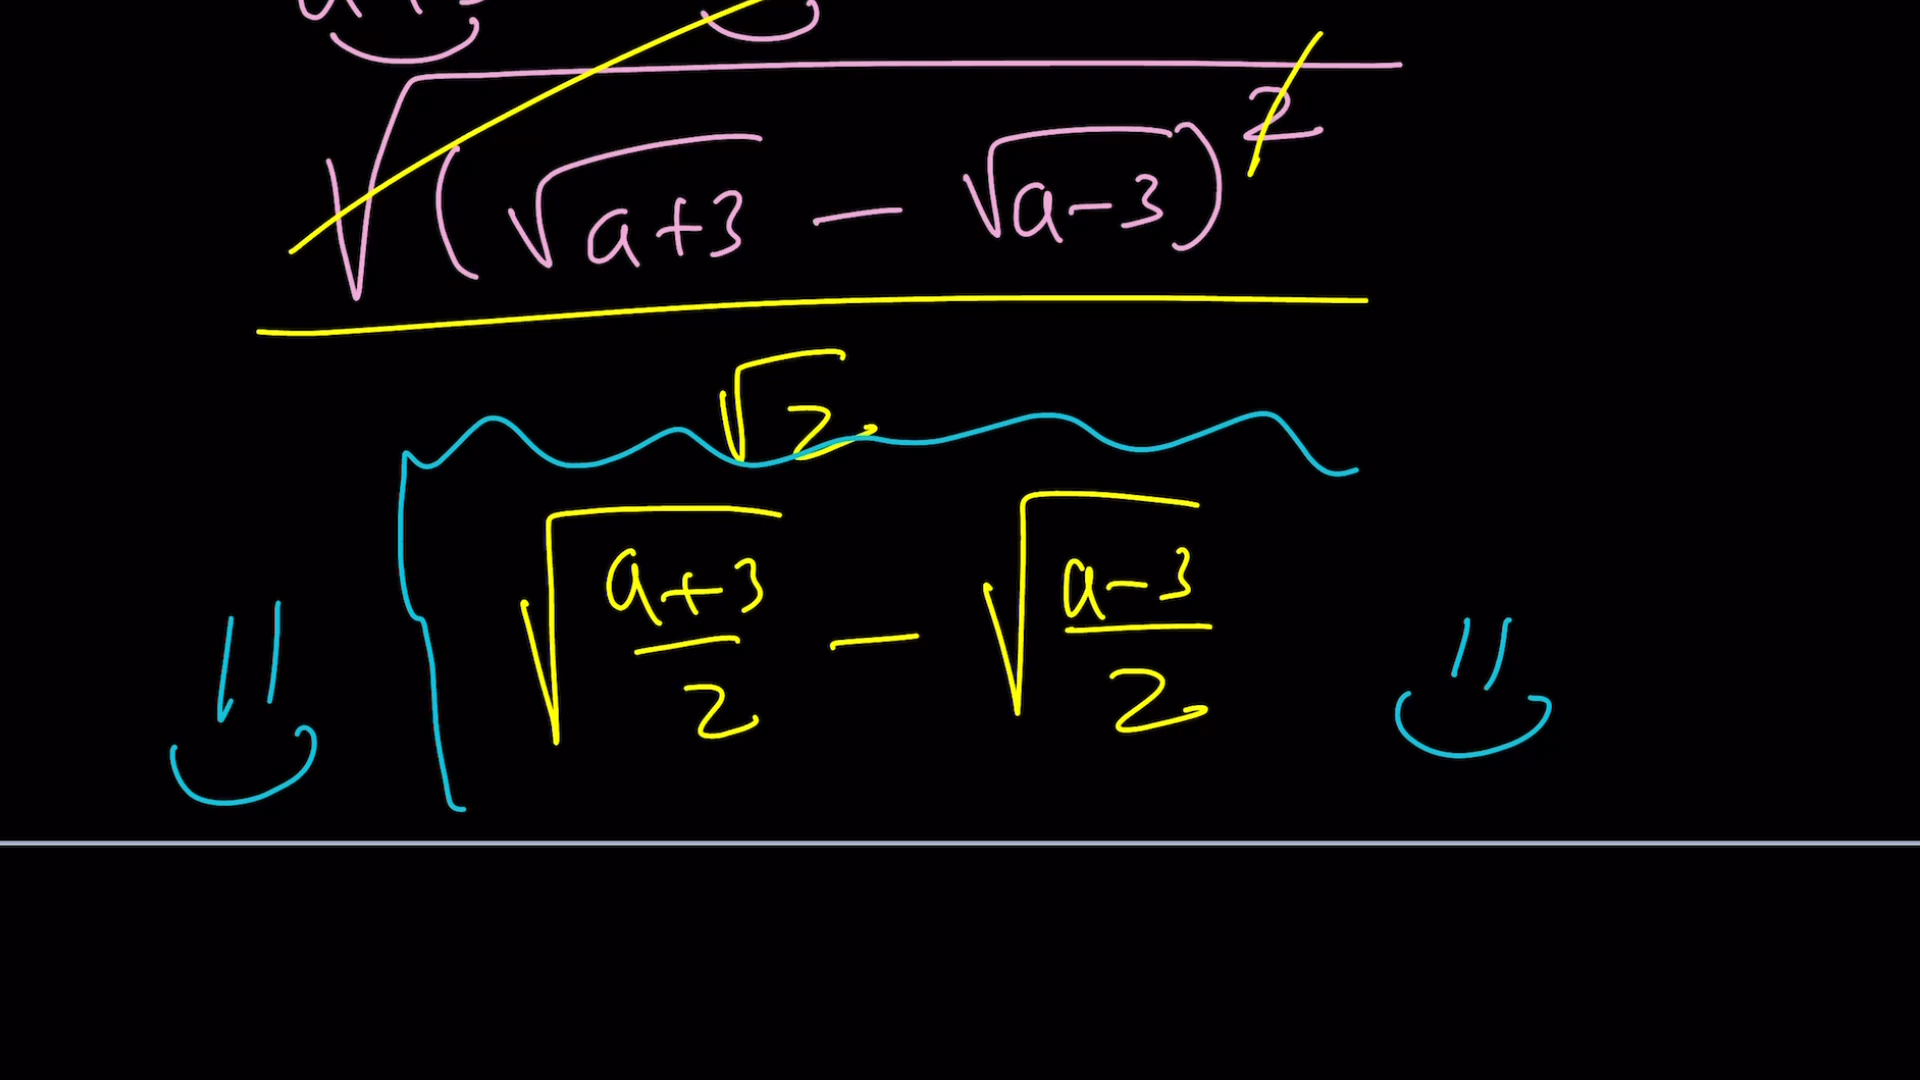 √(√a+3 − √a−3)²
√2
√(a+3/2) − √(a−3/2)